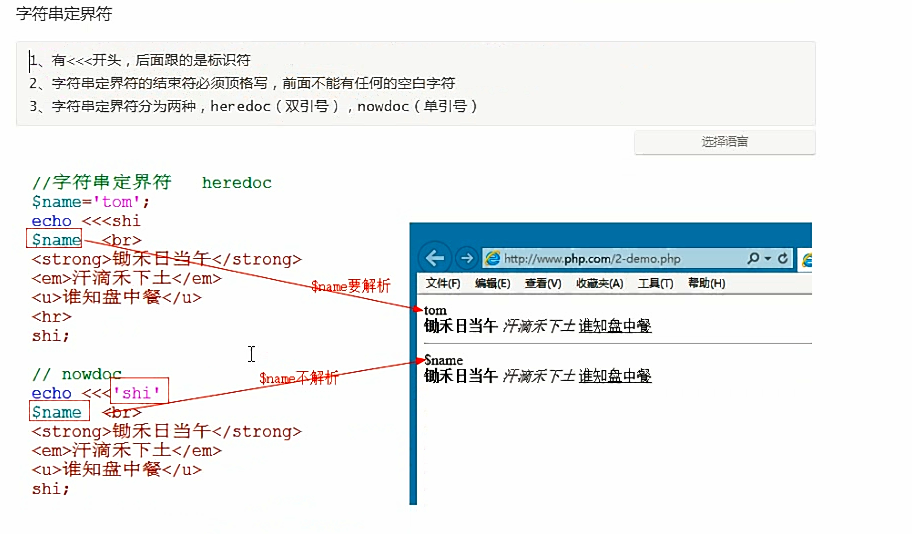 字符串定界符
1、有<<<开头，后面跟的是标识符
2、字符串定界符的结束符必须顶格写，前面不能有任何的空白字符
3、字符串定界符分为两种，heredoc（双引号），nowdoc（单引号）
选择语言
//字符串定界符 heredoc
$name='tom';
echo <<<shi
$name <br>
<strong>锄禾日当午</strong>
<em>汗滴禾下土</em>
<u>谁知盘中餐</u>
<hr>
shi;
$name要解析
// nowdoc
echo <<<'shi'
$name <br>
<strong>锄禾日当午</strong>
<em>汗滴禾下土</em>
<u>谁知盘中餐</u>
shi;
$name不解析
http://www.php.com/2-demo.php
文件(F) 编辑(E) 查看(V) 收藏夹(A) 工具(T) 帮助(H)
tom
锄禾日当午 汗滴禾下土 谁知盘中餐
$name
锄禾日当午 汗滴禾下土 谁知盘中餐